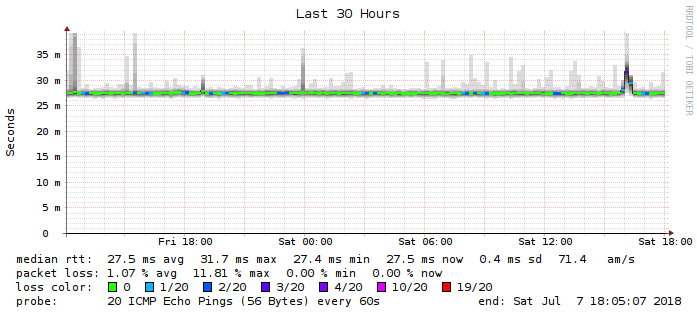 Last 30 Hours
RRDTOOL / TOBI OETIKER
Seconds
35 m
30 m
25 m
20 m
15 m
10 m
5 m
0
Fri 18:00 Sat 00:00 Sat 06:00 Sat 12:00 Sat 18:00
median rtt: 27.5 ms avg 31.7 ms max 27.4 ms min 27.5 ms now 0.4 ms sd 71.4 am/s
packet loss: 1.07 % avg 11.81 % max 0.00 % min 0.00 % now
loss color: 0 1/20 2/20 3/20 4/20 10/20 19/20
probe: 20 ICMP Echo Pings (56 Bytes) every 60s end: Sat Jul 7 18:05:07 2018